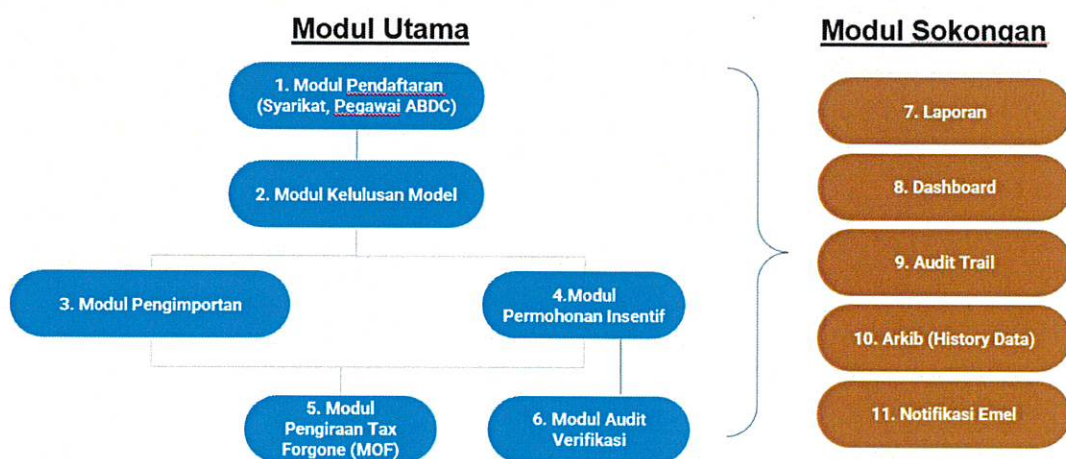 Modul Utama
1. Modul Pendaftaran
(Syarikat, Pegawai ABDC)
2. Modul Kelulusan Model
3. Modul Pengimportan
4.Modul
Permohonan Insentif
5. Modul
Pengiraan Tax
Forgone (MOF)
6. Modul Audit
Verifikasi
Modul Sokongan
7. Laporan
8. Dashboard
9. Audit Trail
10. Arkib (History Data)
11. Notifikasi Emel